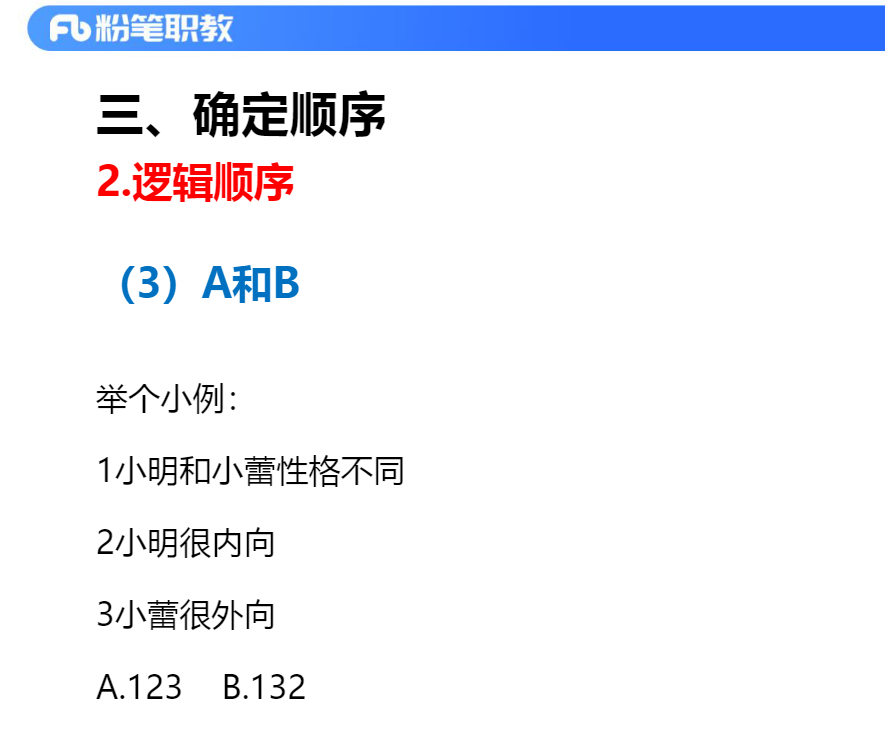 粉笔职教
三、确定顺序
2.逻辑顺序
（3）A和B
举个小例：
1小明和小蕾性格不同
2小明很内向
3小蕾很外向
A.123 B.132